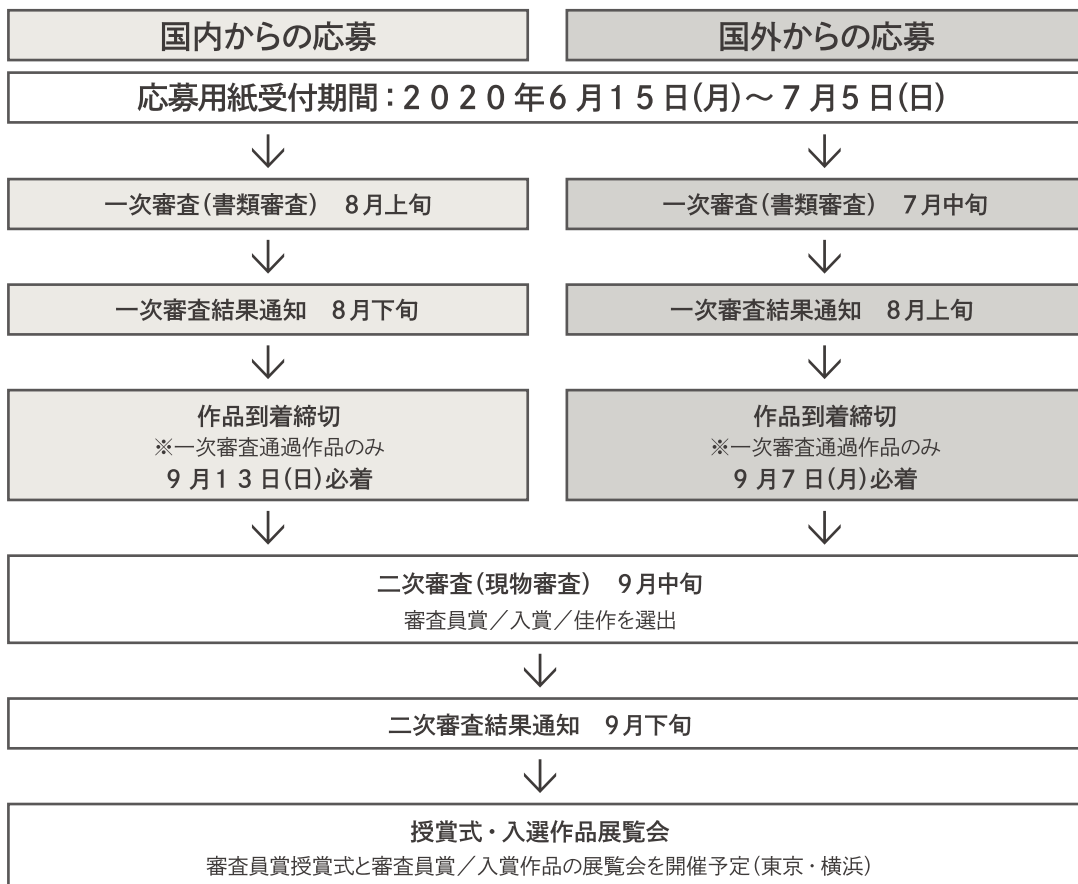 国内からの応募
国外からの応募
応募用紙受付期間：２０２０年６月１５日(月)～７月５日(日)
一次審査(書類審査)　８月上旬
一次審査(書類審査)　７月中旬
一次審査結果通知　８月下旬
一次審査結果通知　８月上旬
作品到着締切
※一次審査通過作品のみ
９月１３日(日)必着
作品到着締切
※一次審査通過作品のみ
９月７日(月)必着
二次審査(現物審査)　９月中旬
審査員賞／入賞／佳作を選出
二次審査結果通知　９月下旬
授賞式・入選作品展覧会
審査員賞授賞式と審査員賞／入賞作品の展覧会を開催予定(東京・横浜)